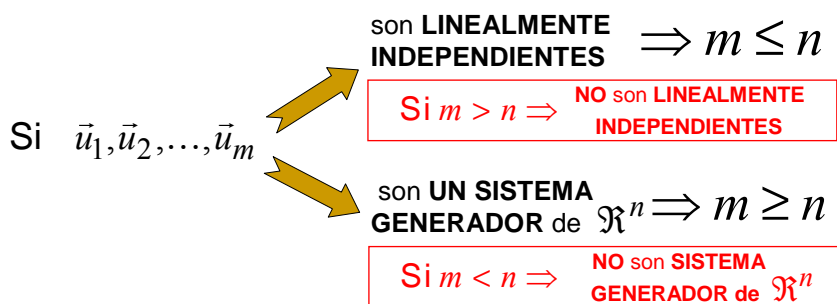 Si u⃗₁,u⃗₂,…,u⃗ₘ
son LINEALMENTE
INDEPENDIENTES ⇒ m ≤ n
Si m > n ⇒ NO son LINEALMENTE
INDEPENDIENTES
son UN SISTEMA
GENERADOR de ℜⁿ ⇒ m ≥ n
Si m < n ⇒ NO son SISTEMA
GENERADOR de ℜⁿ